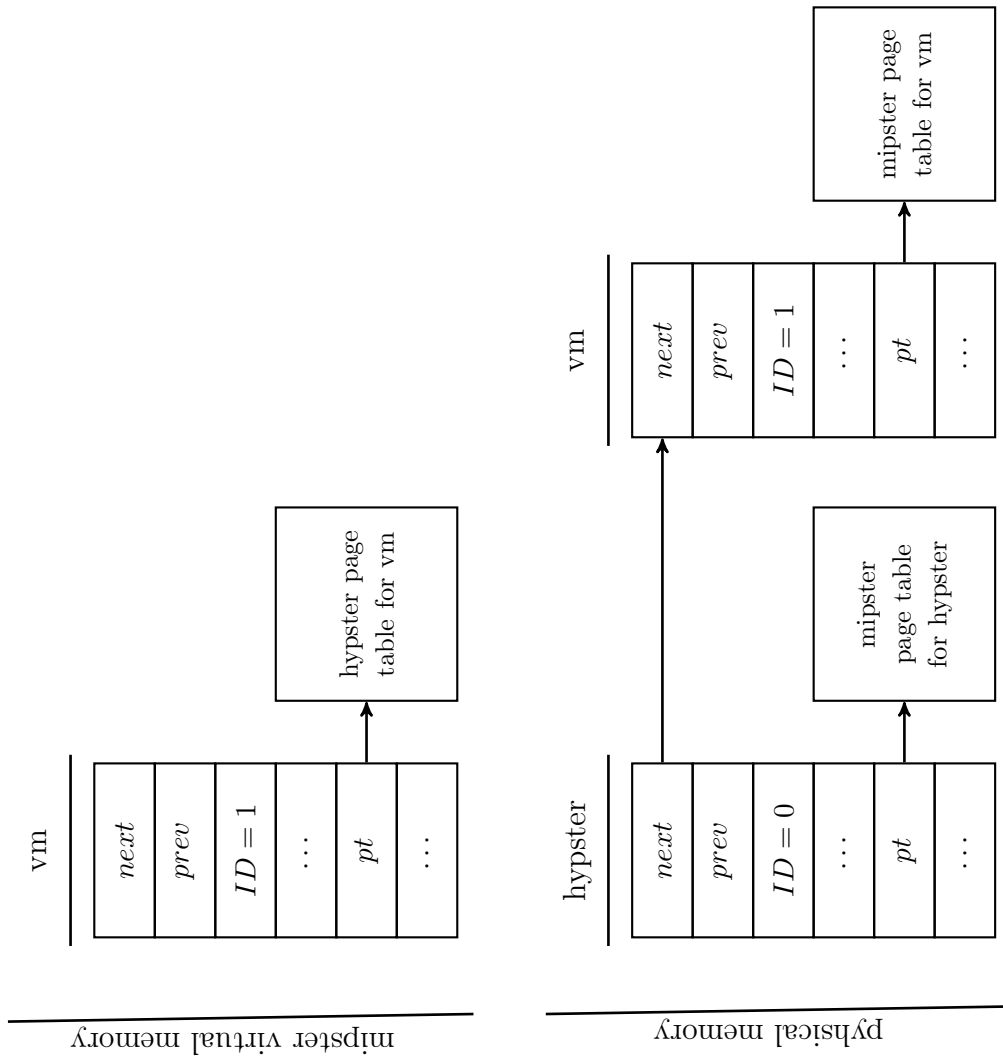 mipster virtual memory
vm
next
prev
ID = 1
...
pt
...
hypster page
table for vm
pyhsical memory
hypster
next
prev
ID = 0
...
pt
...
mipster
page table
for hypster
vm
next
prev
ID = 1
...
pt
...
mipster page
table for vm